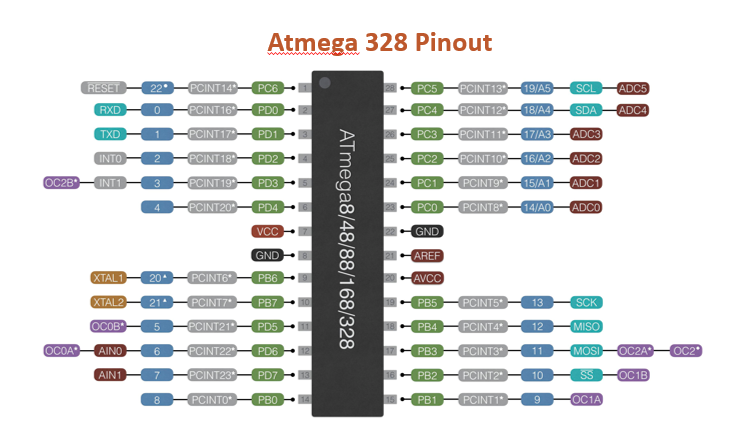 Atmega 328 Pinout
RESET 22* PCINT14* PC6 1 28 PC5 PCINT13* 19/A5 SCL ADC5
RXD 0 PCINT16* PD0 2 27 PC4 PCINT12* 18/A4 SDA ADC4
TXD 1 PCINT17* PD1 3 26 PC3 PCINT11* 17/A3 ADC3
INT0 2 PCINT18* PD2 4 25 PC2 PCINT10* 16/A2 ADC2
OC2B* INT1 3 PCINT19* PD3 5 24 PC1 PCINT9* 15/A1 ADC1
4 PCINT20* PD4 6 23 PC0 PCINT8* 14/A0 ADC0
VCC 7 22 GND
GND 8 21 AREF
XTAL1 20* PCINT6* PB6 9 20 AVCC
XTAL2 21* PCINT7* PB7 10 19 PB5 PCINT5* 13 SCK
OC0B* 5 PCINT21* PD5 11 18 PB4 PCINT4* 12 MISO
OC0A* AIN0 6 PCINT22* PD6 12 17 PB3 PCINT3* 11 MOSI OC2A* OC2*
AIN1 7 PCINT23* PD7 13 16 PB2 PCINT2* 10 SS OC1B
8 PCINT0* PB0 14 15 PB1 PCINT1* 9 OC1A
ATmega8/48/88/168/328